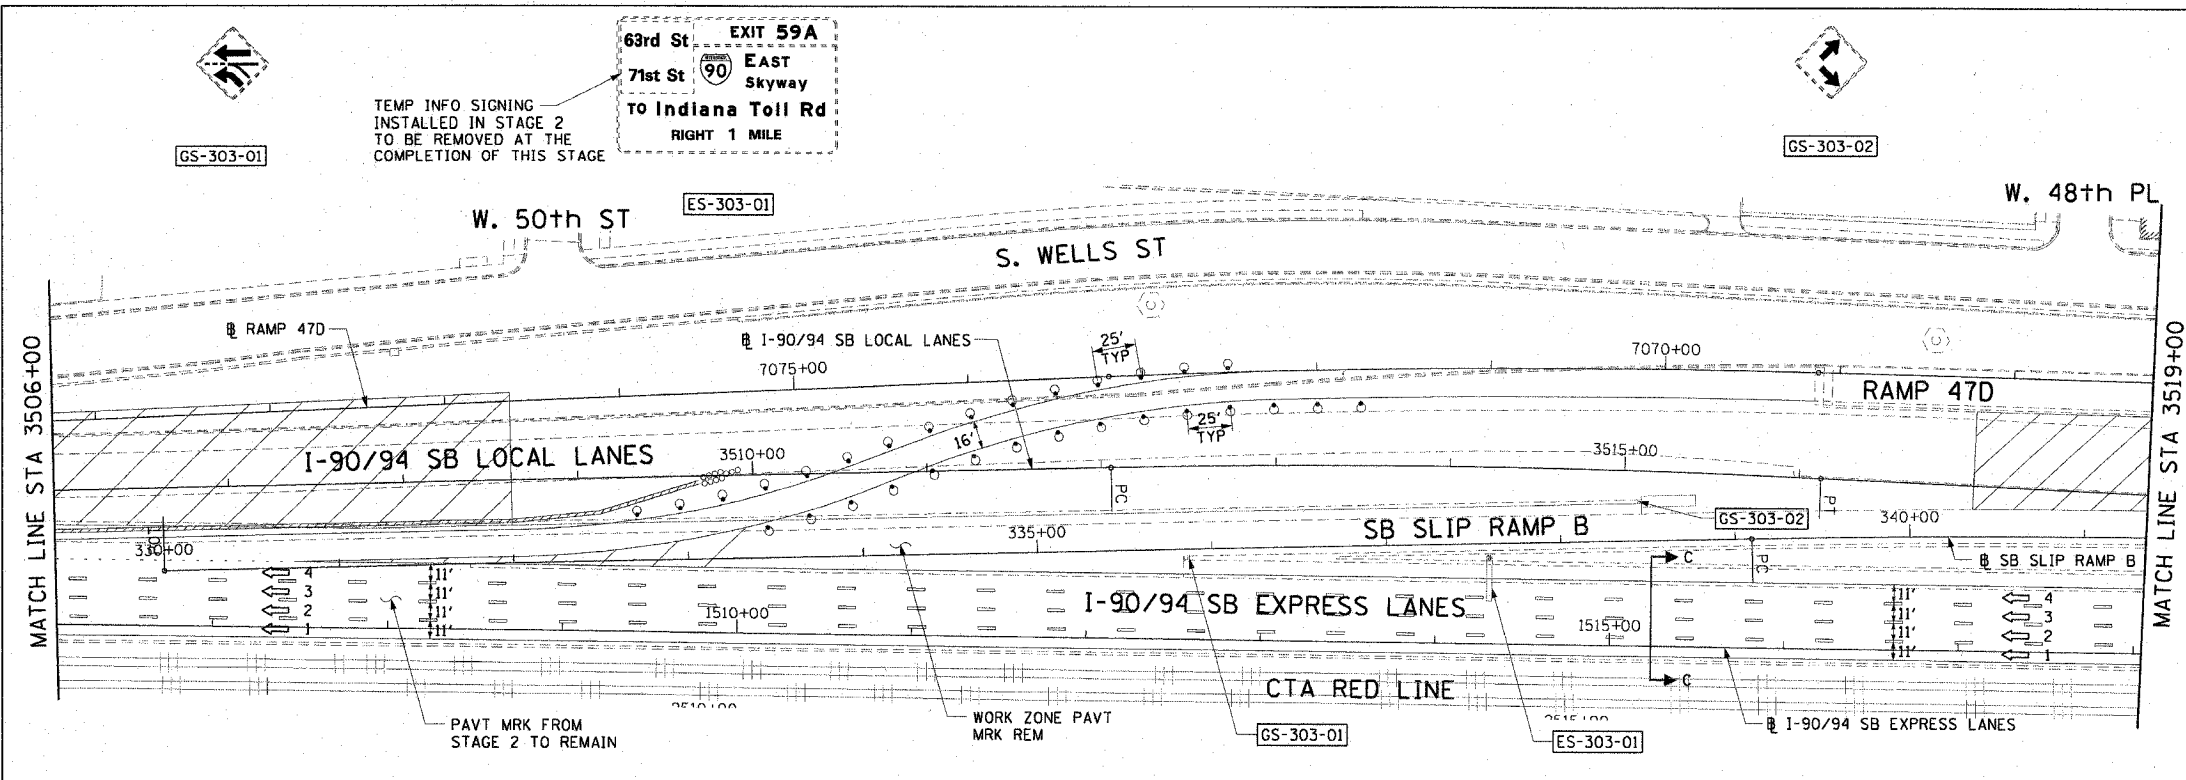 63rd St EXIT 59A
71st St 90 EAST
Skyway
TO Indiana Toll Rd
RIGHT 1 MILE
TEMP INFO SIGNING
INSTALLED IN STAGE 2
TO BE REMOVED AT THE
COMPLETION OF THIS STAGE
GS-303-01
GS-303-02
ES-303-01
W. 50th ST
W. 48th PL
S. WELLS ST
RAMP 47D
I-90/94 SB LOCAL LANES
25'
TYP
7075+00
7070+00
RAMP 47D
MATCH LINE STA 3506+00
MATCH LINE STA 3519+00
I-90/94 SB LOCAL LANES
3510+00
16'
25'
TYP
3515+00
PC
PT
GS-303-02
SB SLIP RAMP B
330+00
335+00
340+00
C
PC
SB SLIP RAMP B
4
3
2
1
11'
11'
11'
11'
1510+00
I-90/94 SB EXPRESS LANES
1515+00
11'
11'
11'
11'
4
3
2
1
C
CTA RED LINE
PAVT MRK FROM
STAGE 2 TO REMAIN
WORK ZONE PAVT
MRK REM
GS-303-01
ES-303-01
I-90/94 SB EXPRESS LANES